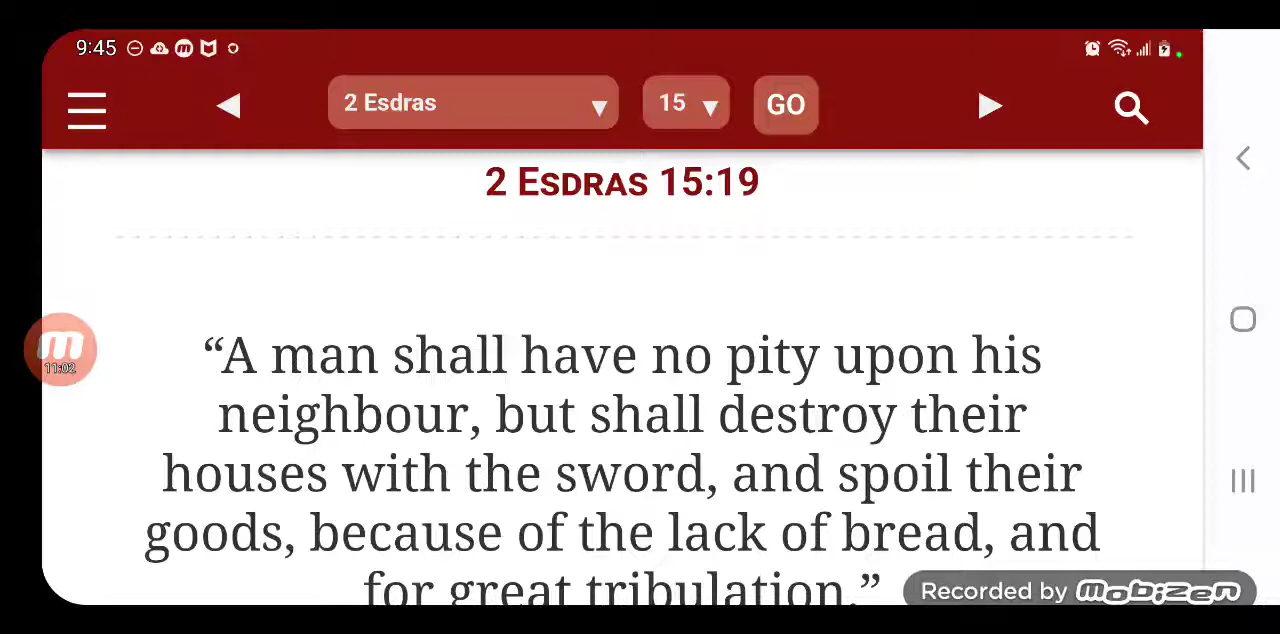 9:45
2 Esdras 15 GO
2 ESDRAS 15:19
“A man shall have no pity upon his
neighbour, but shall destroy their
houses with the sword, and spoil their
goods, because of the lack of bread, and
for great tribulation.”
11:02
Recorded by mobizen